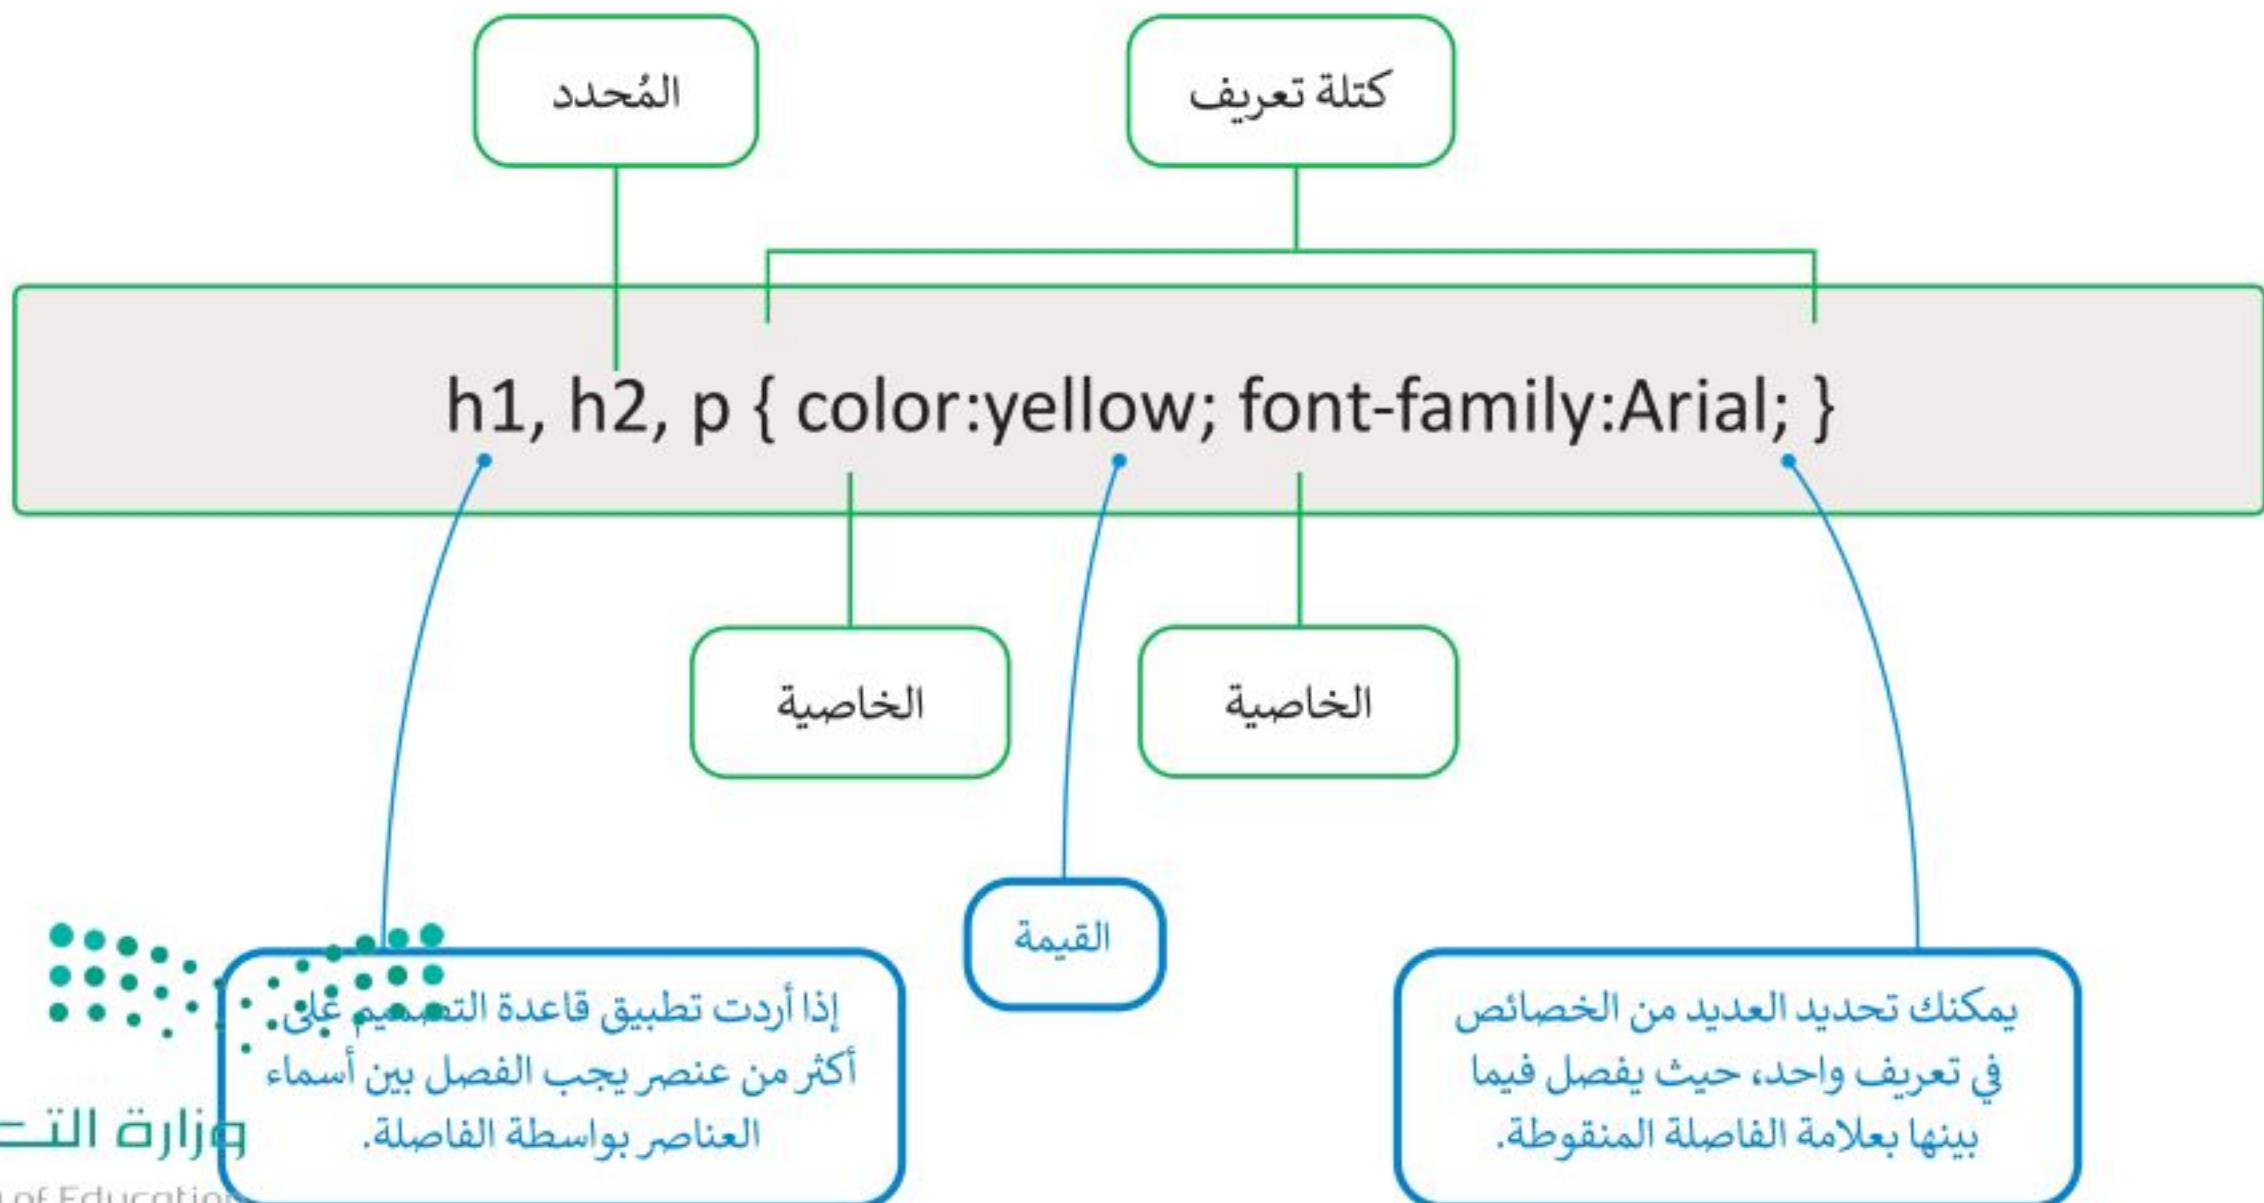 المُحدد
كتلة تعريف
h1, h2, p { color:yellow; font-family:Arial; }
الخاصية
الخاصية
القيمة
إذا أردت تطبيق قاعدة التصميم على
أكثر من عنصر يجب الفصل بين أسماء
العناصر بواسطة الفاصلة.
يمكنك تحديد العديد من الخصائص
في تعريف واحد، حيث يفصل فيما
بينها بعلامة الفاصلة المنقوطة.
وزارة
of Education